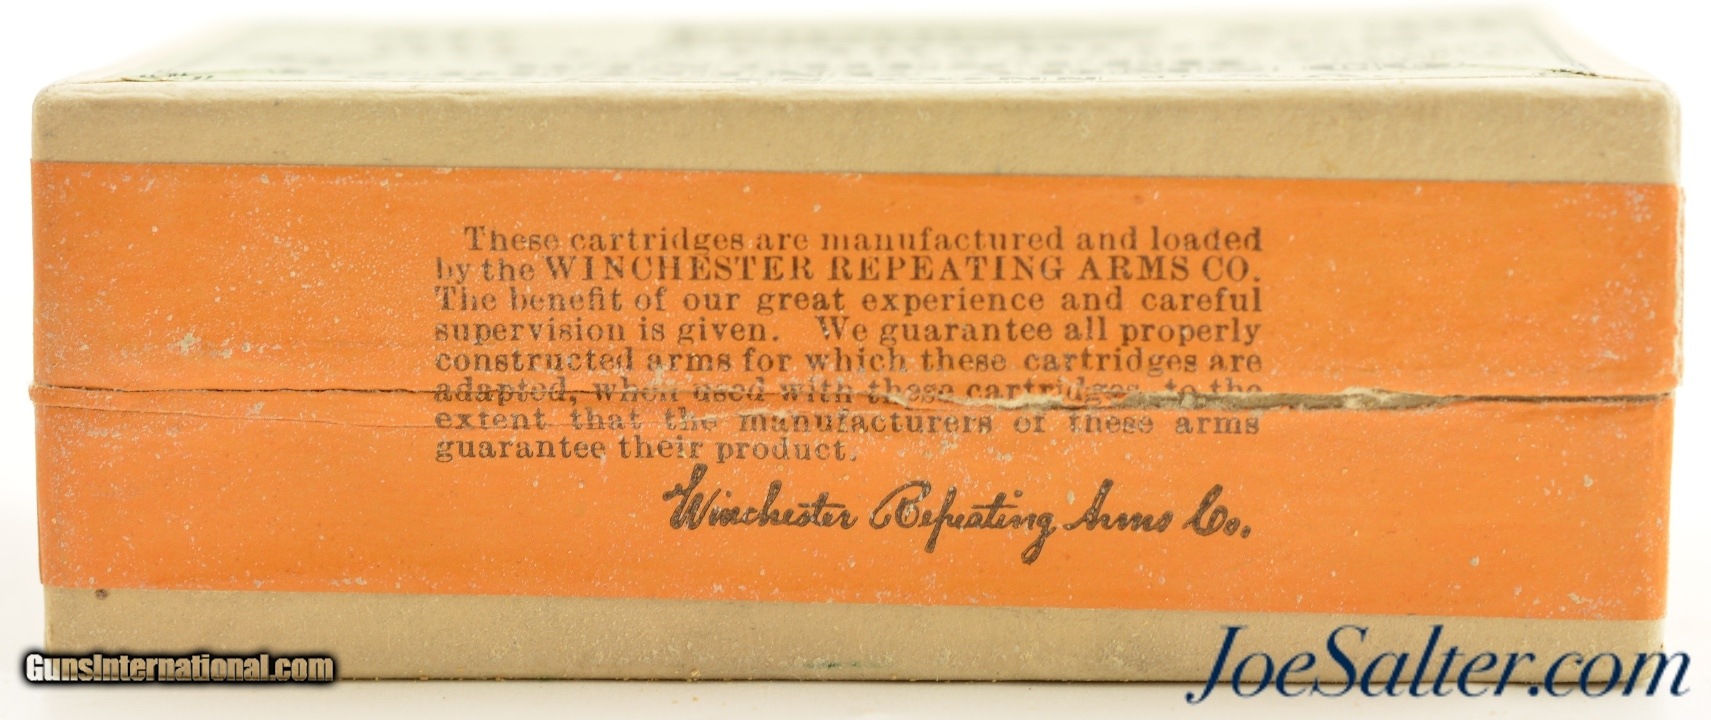 These cartridges are manufactured and loaded
by the WINCHESTER REPEATING ARMS CO.
The benefit of our great experience and careful
supervision is given. We guarantee all properly
constructed arms for which these cartridges are
adapted, when used with these cartridges, to the
extent that the manufacturers of these arms
guarantee their product.
Winchester Repeating Arms Co.
GunsInternational.com
JoeSalter.com